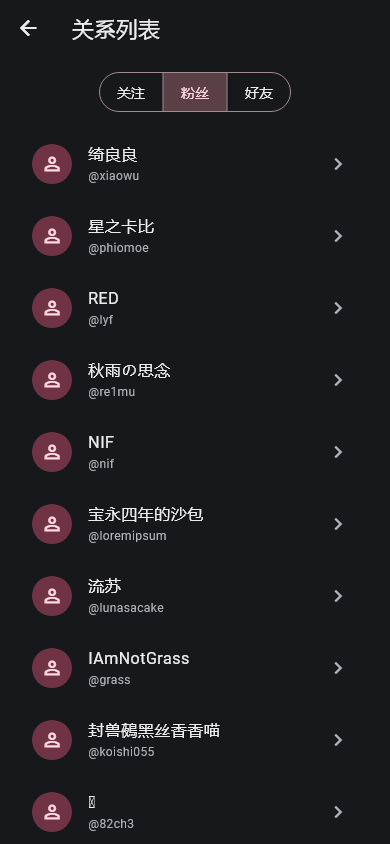 关系列表
关注
粉丝
好友
绮良良
@xiaowu
星之卡比
@phiomoe
RED
@lyf
秋雨の思念
@re1mu
NIF
@nif
宝永四年的沙包
@loremipsum
流苏
@lunasacake
IAmNotGrass
@grass
封兽鵺黑丝香香喵
@koishi055
@82ch3